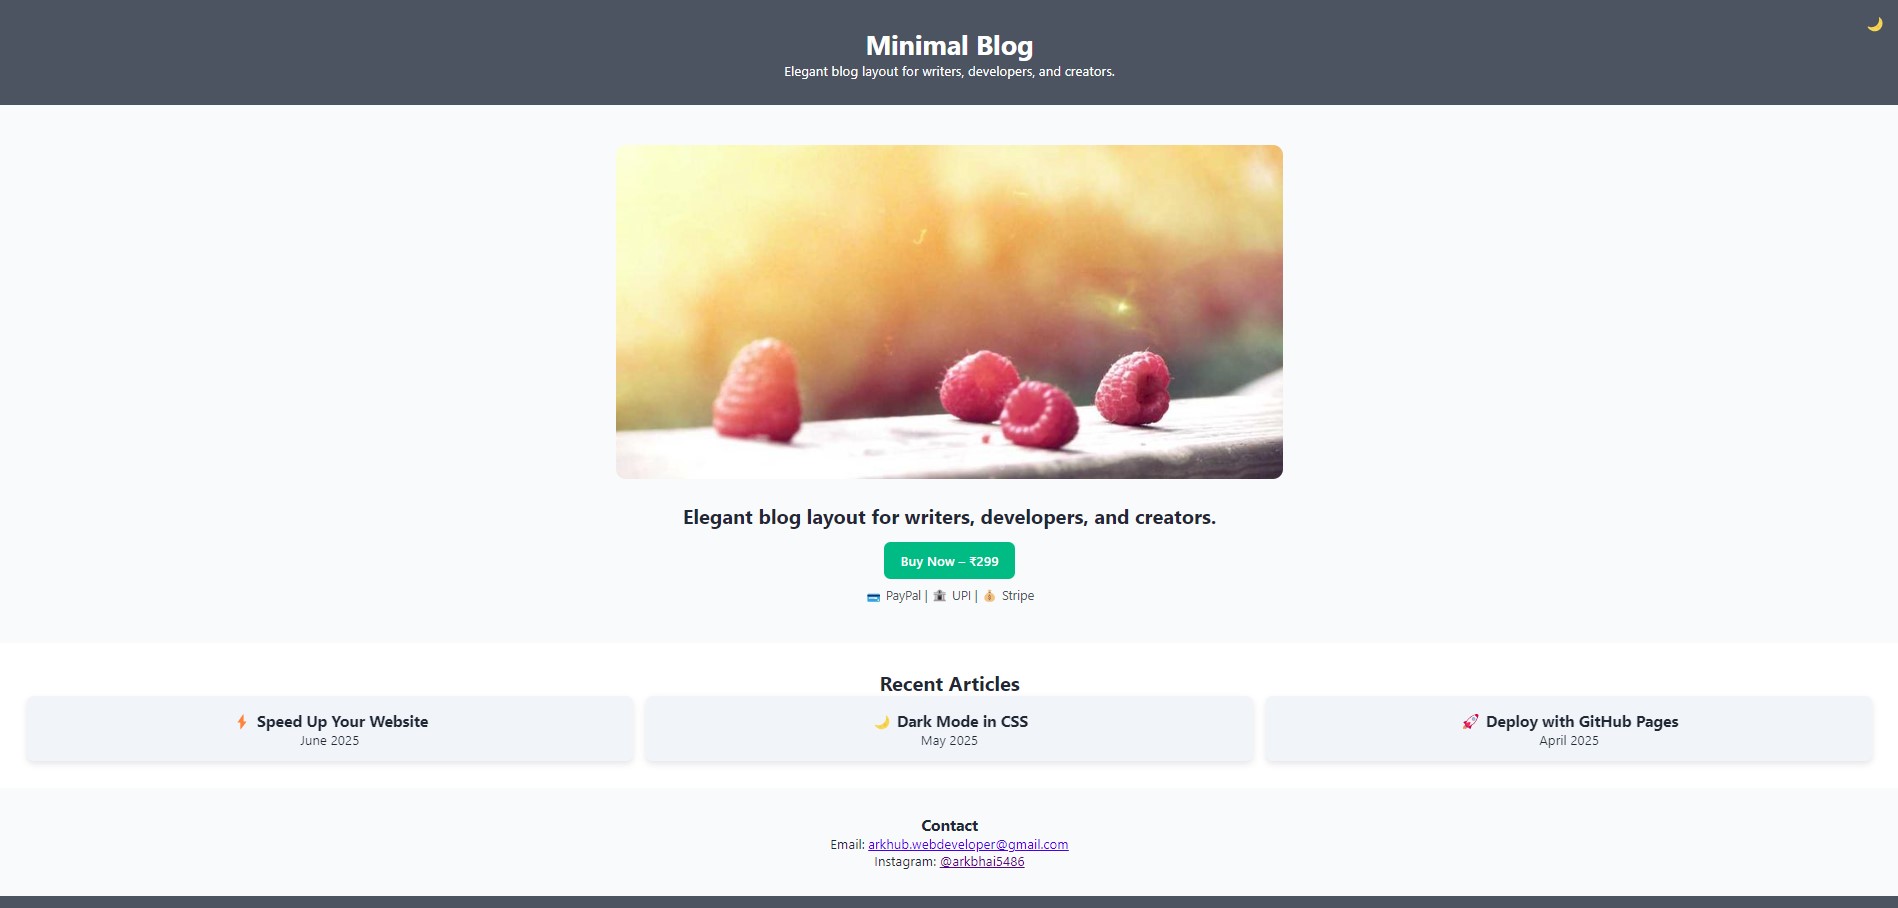 🌙
Minimal Blog
Elegant blog layout for writers, developers, and creators.
Elegant blog layout for writers, developers, and creators.
Buy Now – ₹299
💳 PayPal | 🏦 UPI | 💰 Stripe
Recent Articles
⚡ Speed Up Your Website
June 2025
🌙 Dark Mode in CSS
May 2025
🚀 Deploy with GitHub Pages
April 2025
Contact
Email: arkhub.webdeveloper@gmail.com
Instagram: @arkbhai5486